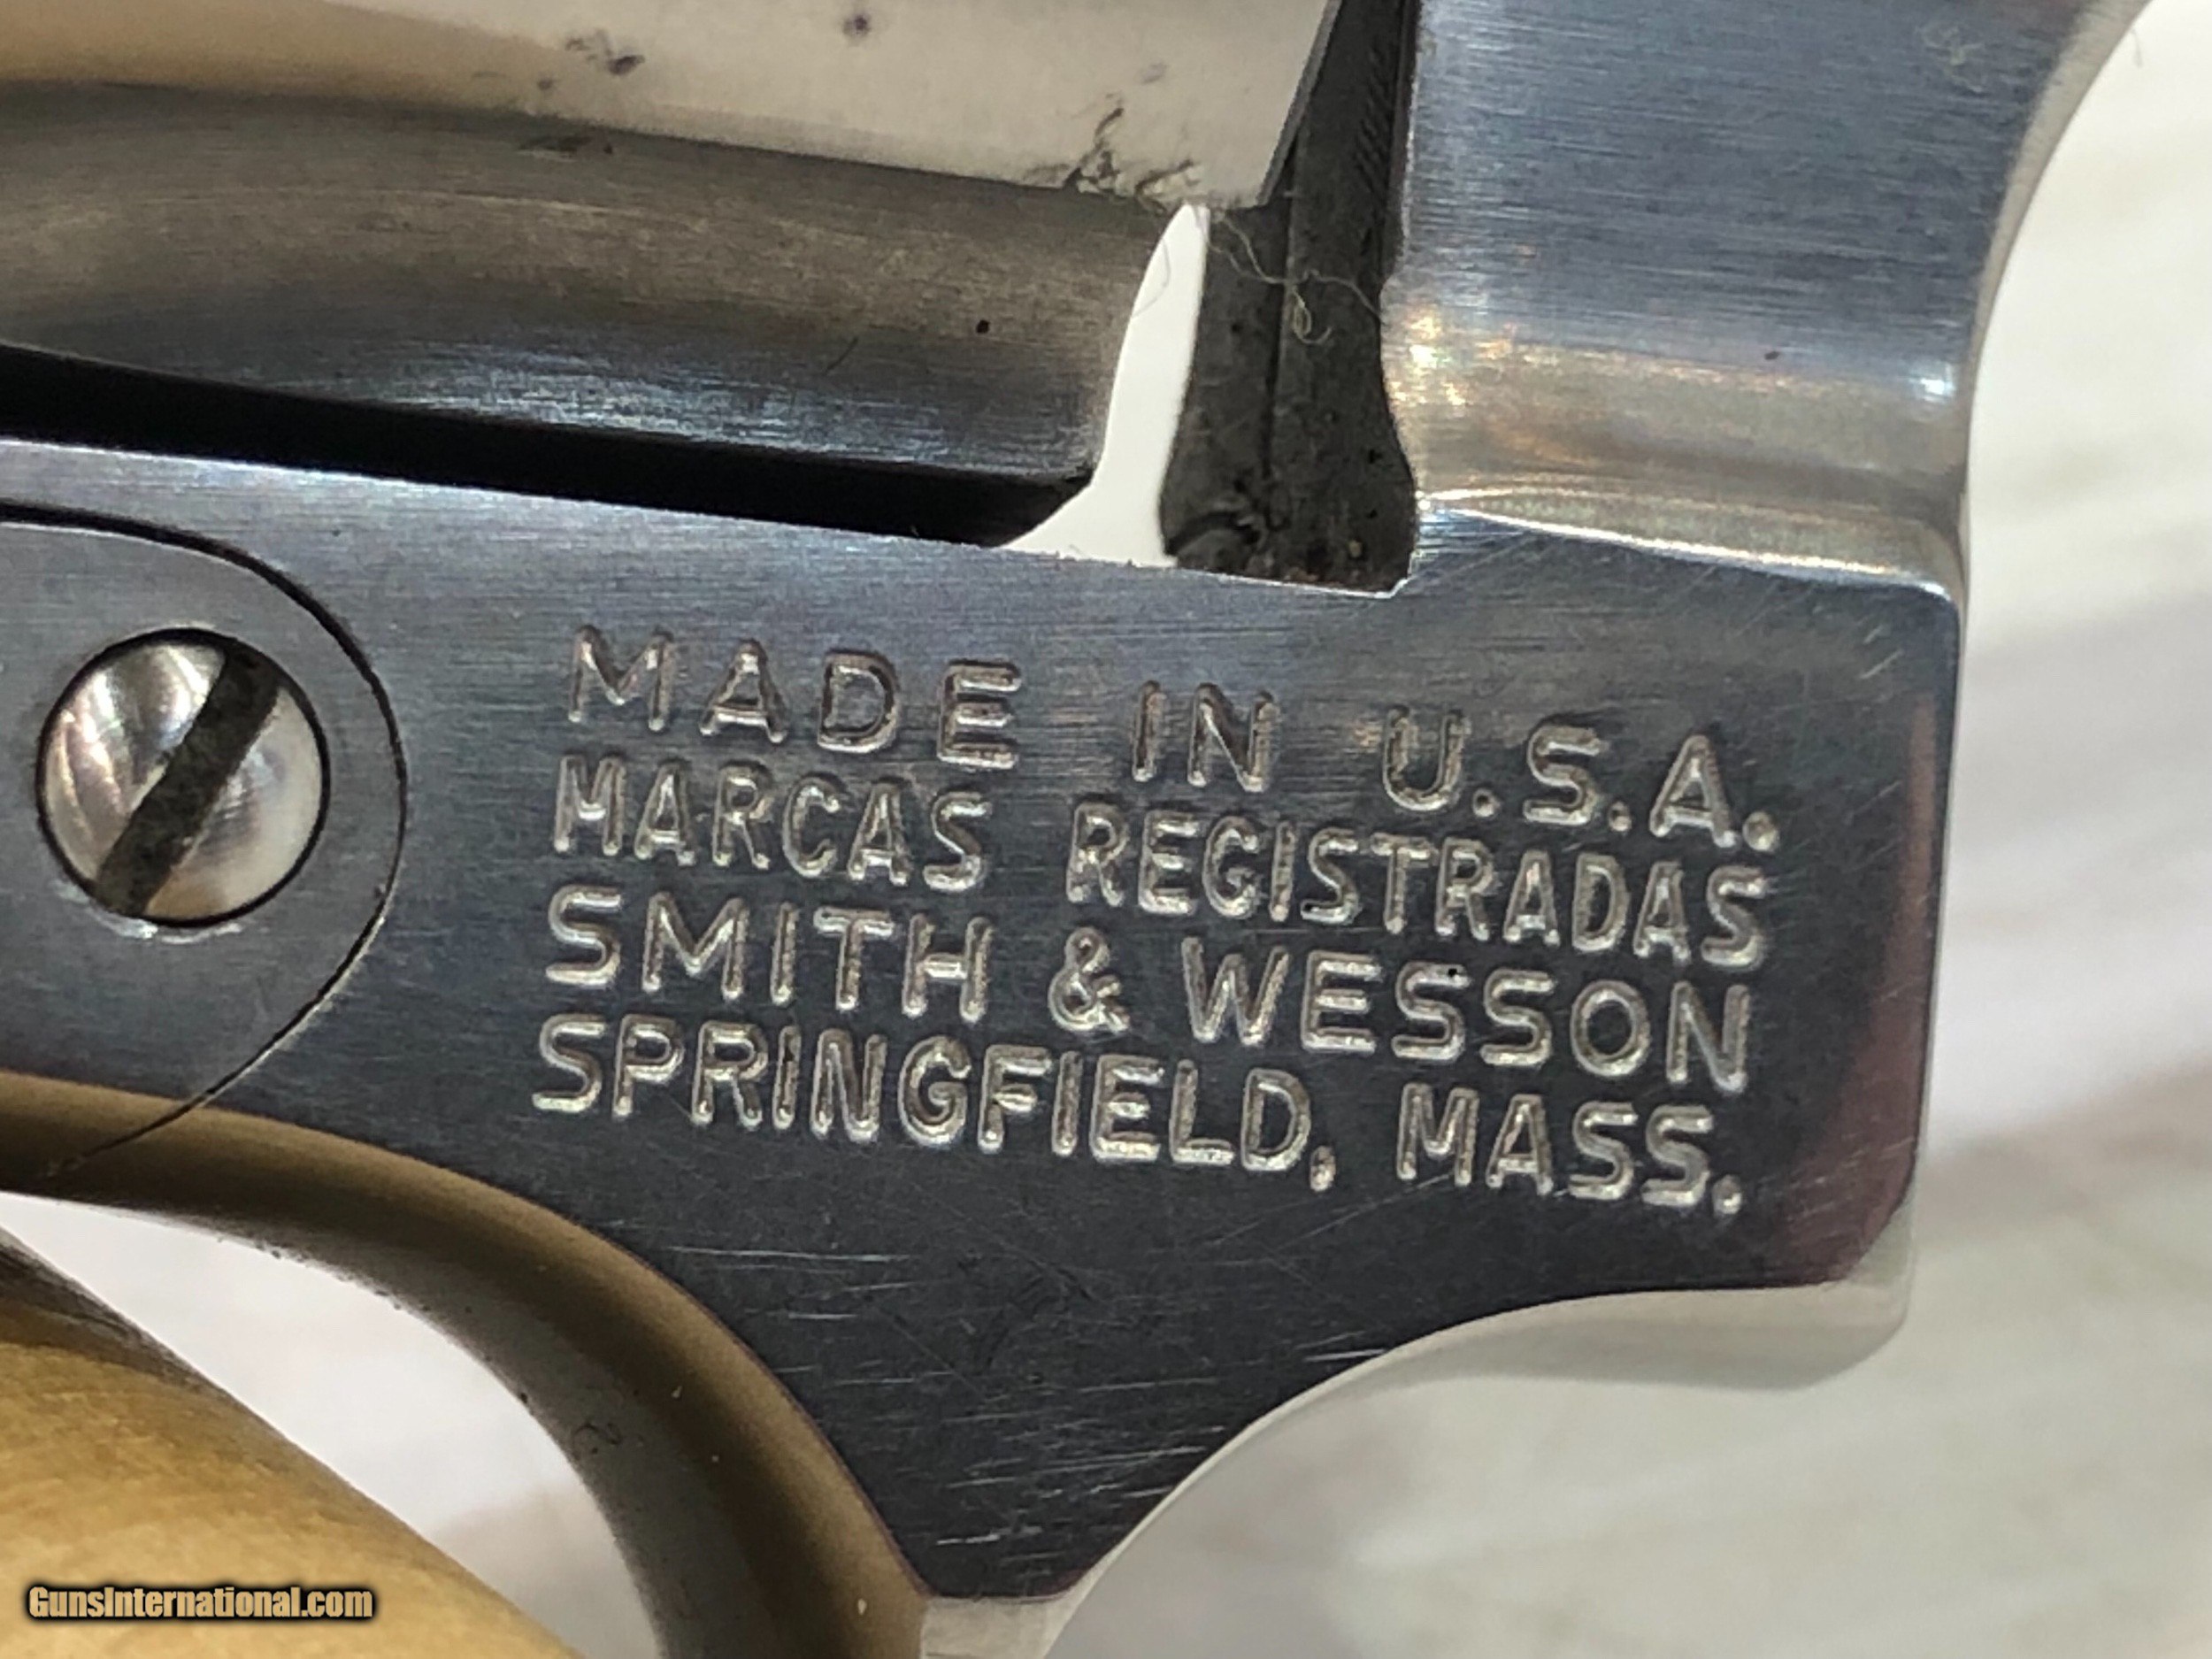 MADE IN U.S.A.
MARCAS REGISTRADAS
SMITH & WESSON
SPRINGFIELD, MASS.
GunsInternational.com